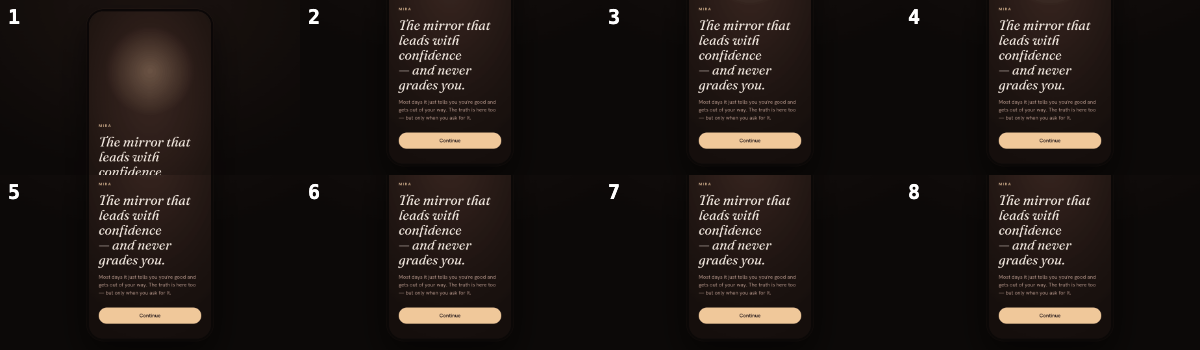 1
MIRA
The mirror that
leads with
confidence
2
MIRA
The mirror that
leads with
confidence
— and never
grades you.
Most days it just tells you you're good and
gets out of your way. The truth is here too
— but only when you ask for it.
Continue
3
MIRA
The mirror that
leads with
confidence
— and never
grades you.
Most days it just tells you you're good and
gets out of your way. The truth is here too
— but only when you ask for it.
Continue
4
MIRA
The mirror that
leads with
confidence
— and never
grades you.
Most days it just tells you you're good and
gets out of your way. The truth is here too
— but only when you ask for it.
Continue
5
MIRA
The mirror that
leads with
confidence
— and never
grades you.
Most days it just tells you you're good and
gets out of your way. The truth is here too
— but only when you ask for it.
Continue
6
MIRA
The mirror that
leads with
confidence
— and never
grades you.
Most days it just tells you you're good and
gets out of your way. The truth is here too
— but only when you ask for it.
Continue
7
MIRA
The mirror that
leads with
confidence
— and never
grades you.
Most days it just tells you you're good and
gets out of your way. The truth is here too
— but only when you ask for it.
Continue
8
MIRA
The mirror that
leads with
confidence
— and never
grades you.
Most days it just tells you you're good and
gets out of your way. The truth is here too
— but only when you ask for it.
Continue